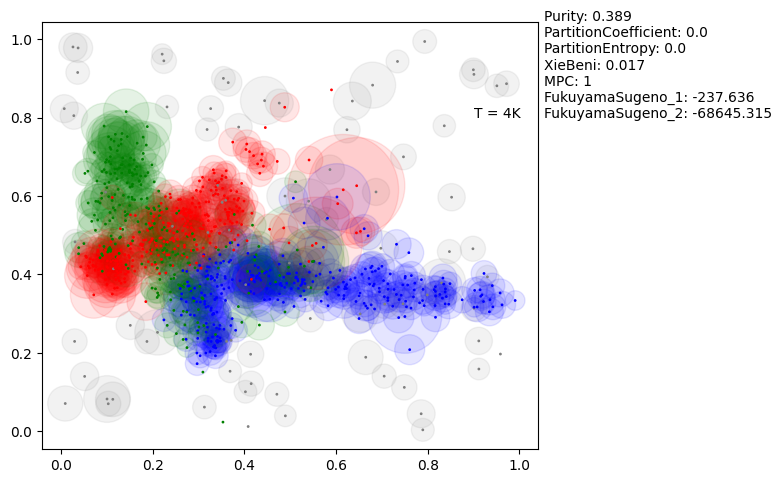 Purity: 0.389
PartitionCoefficient: 0.0
PartitionEntropy: 0.0
XieBeni: 0.017
MPC: 1
FukuyamaSugeno_1: -237.636
FukuyamaSugeno_2: -68645.315
T = 4K
1.0
0.8
0.6
0.4
0.2
0.0
0.0 0.2 0.4 0.6 0.8 1.0